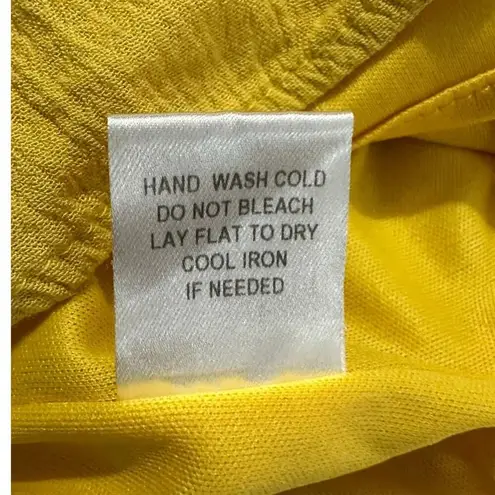 HAND WASH COLD
DO NOT BLEACH
LAY FLAT TO DRY
COOL IRON
IF NEEDED